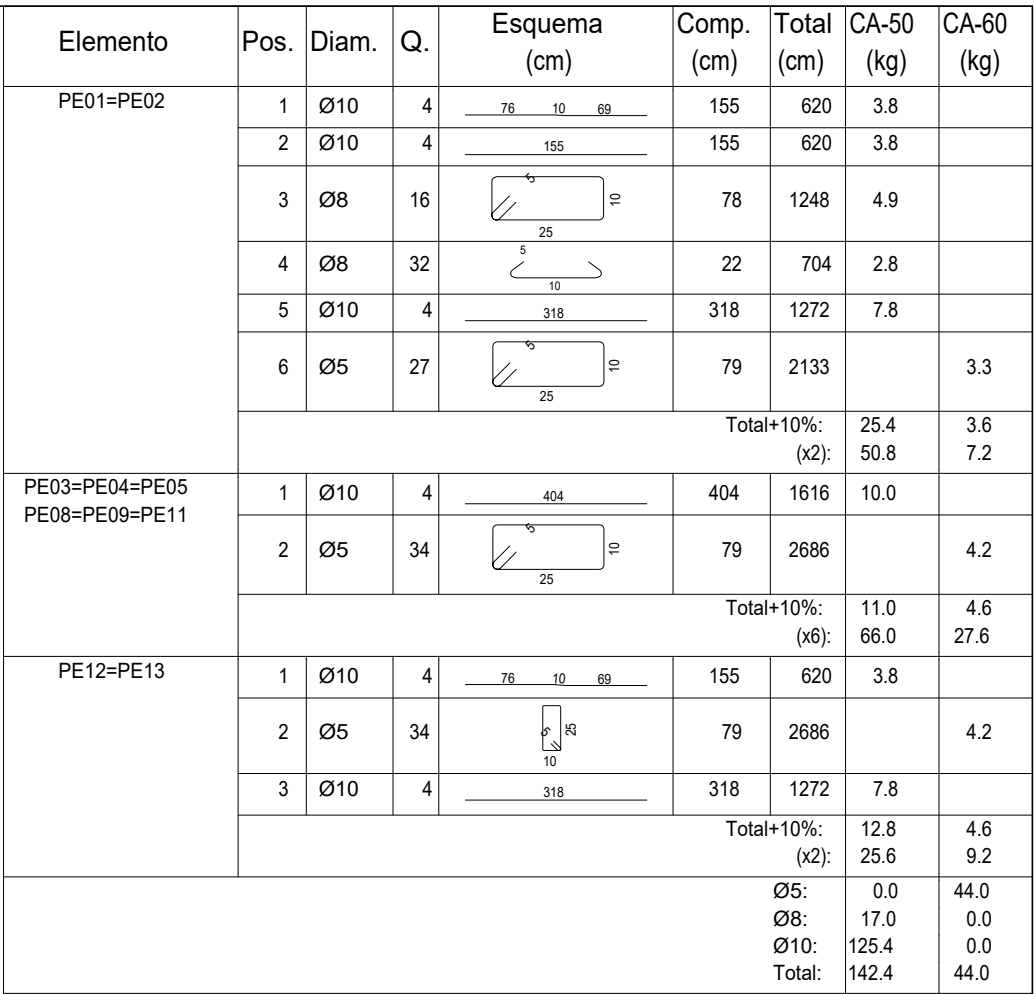 Elemento Pos. Diam. Q. Esquema (cm) Comp. (cm) Total (cm) CA-50 (kg) CA-60 (kg)
PE01=PE02 1 Ø10 4 76 10 69 155 620 3.8
2 Ø10 4 155 155 620 3.8
3 Ø8 16 5 10 25 78 1248 4.9
4 Ø8 32 5 10 22 704 2.8
5 Ø10 4 318 318 1272 7.8
6 Ø5 27 5 10 25 79 2133 3.3
Total+10%: 25.4 3.6
(x2): 50.8 7.2
PE03=PE04=PE05 1 Ø10 4 404 404 1616 10.0
PE08=PE09=PE11
2 Ø5 34 5 10 25 79 2686 4.2
Total+10%: 11.0 4.6
(x6): 66.0 27.6
PE12=PE13 1 Ø10 4 76 10 69 155 620 3.8
2 Ø5 34 5 25 10 79 2686 4.2
3 Ø10 4 318 318 1272 7.8
Total+10%: 12.8 4.6
(x2): 25.6 9.2
Ø5: 0.0 44.0
Ø8: 17.0 0.0
Ø10: 125.4 0.0
Total: 142.4 44.0